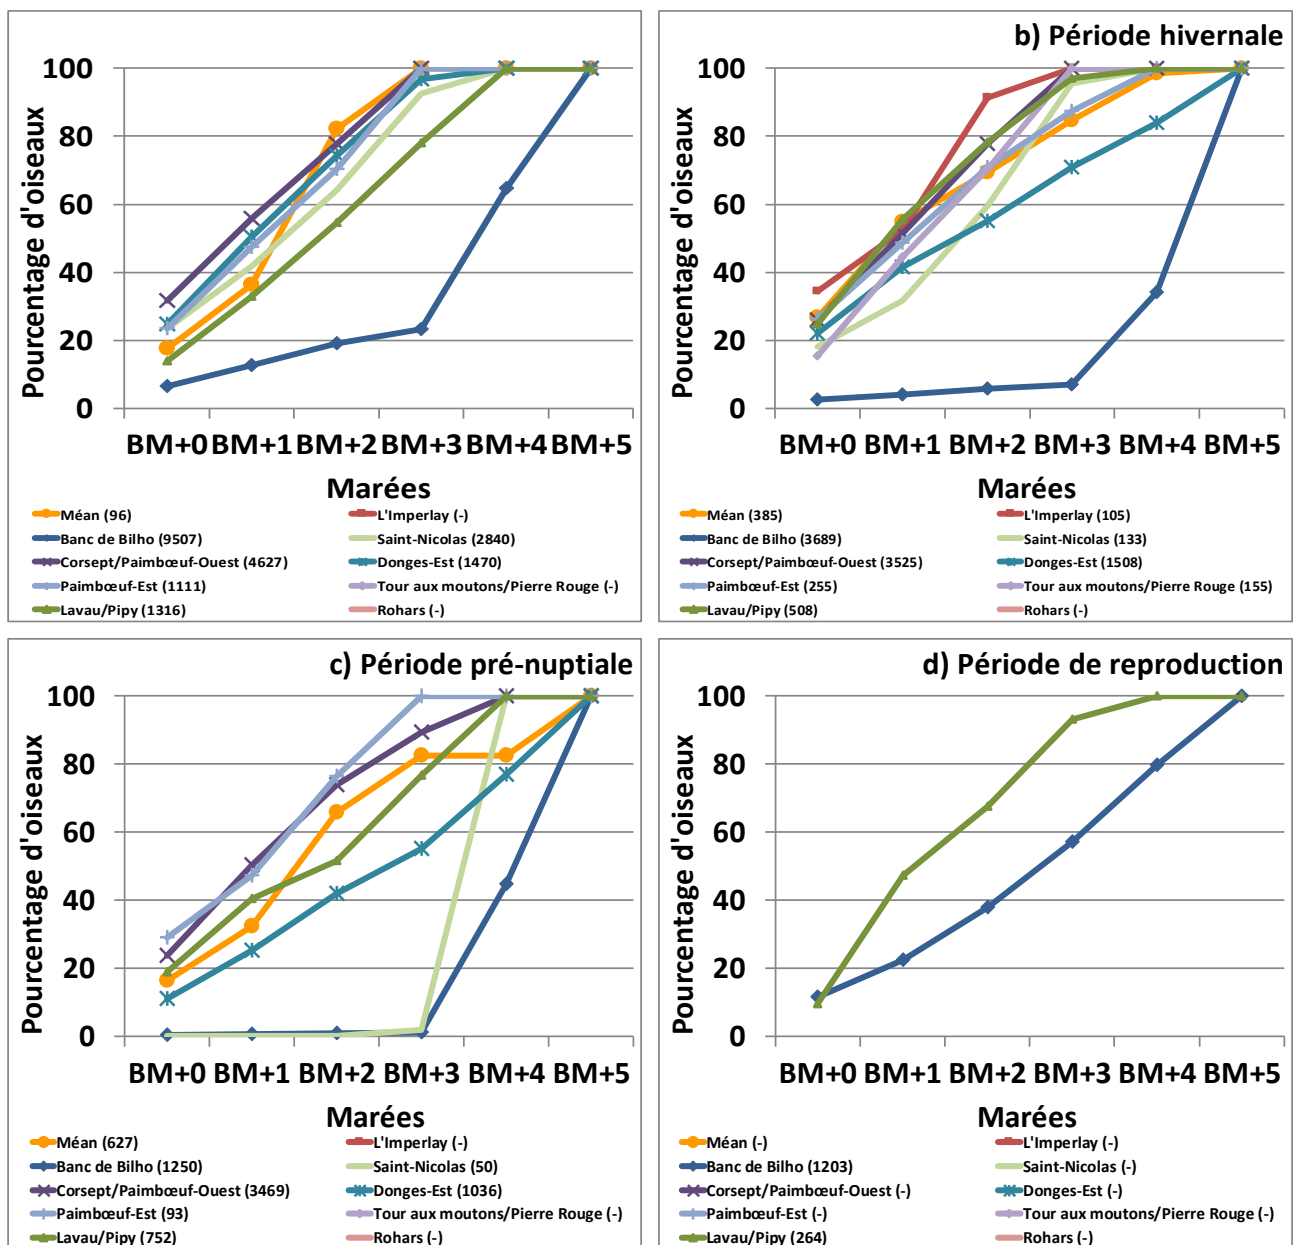 100
80
60
40
20
0
Pourcentage d'oiseaux
BM+0 BM+1 BM+2 BM+3 BM+4 BM+5
Marées
Méan (96)
L'Imperlay (-)
Banc de Bilho (9507)
Saint-Nicolas (2840)
Corsept/Paimbœuf-Ouest (4627)
Donges-Est (1470)
Paimbœuf-Est (1111)
Tour aux moutons/Pierre Rouge (-)
Lavau/Pipy (1316)
Rohars (-)
b) Période hivernale
100
80
60
40
20
0
Pourcentage d'oiseaux
BM+0 BM+1 BM+2 BM+3 BM+4 BM+5
Marées
Méan (385)
L'Imperlay (105)
Banc de Bilho (3689)
Saint-Nicolas (133)
Corsept/Paimbœuf-Ouest (3525)
Donges-Est (1508)
Paimbœuf-Est (255)
Tour aux moutons/Pierre Rouge (155)
Lavau/Pipy (508)
Rohars (-)
c) Période pré-nuptiale
100
80
60
40
20
0
Pourcentage d'oiseaux
BM+0 BM+1 BM+2 BM+3 BM+4 BM+5
Marées
Méan (627)
L'Imperlay (-)
Banc de Bilho (1250)
Saint-Nicolas (50)
Corsept/Paimbœuf-Ouest (3469)
Donges-Est (1036)
Paimbœuf-Est (93)
Tour aux moutons/Pierre Rouge (-)
Lavau/Pipy (752)
Rohars (-)
d) Période de reproduction
100
80
60
40
20
0
Pourcentage d'oiseaux
BM+0 BM+1 BM+2 BM+3 BM+4 BM+5
Marées
Méan (-)
L'Imperlay (-)
Banc de Bilho (1203)
Saint-Nicolas (-)
Corsept/Paimbœuf-Ouest (-)
Donges-Est (-)
Paimbœuf-Est (-)
Tour aux moutons/Pierre Rouge (-)
Lavau/Pipy (264)
Rohars (-)